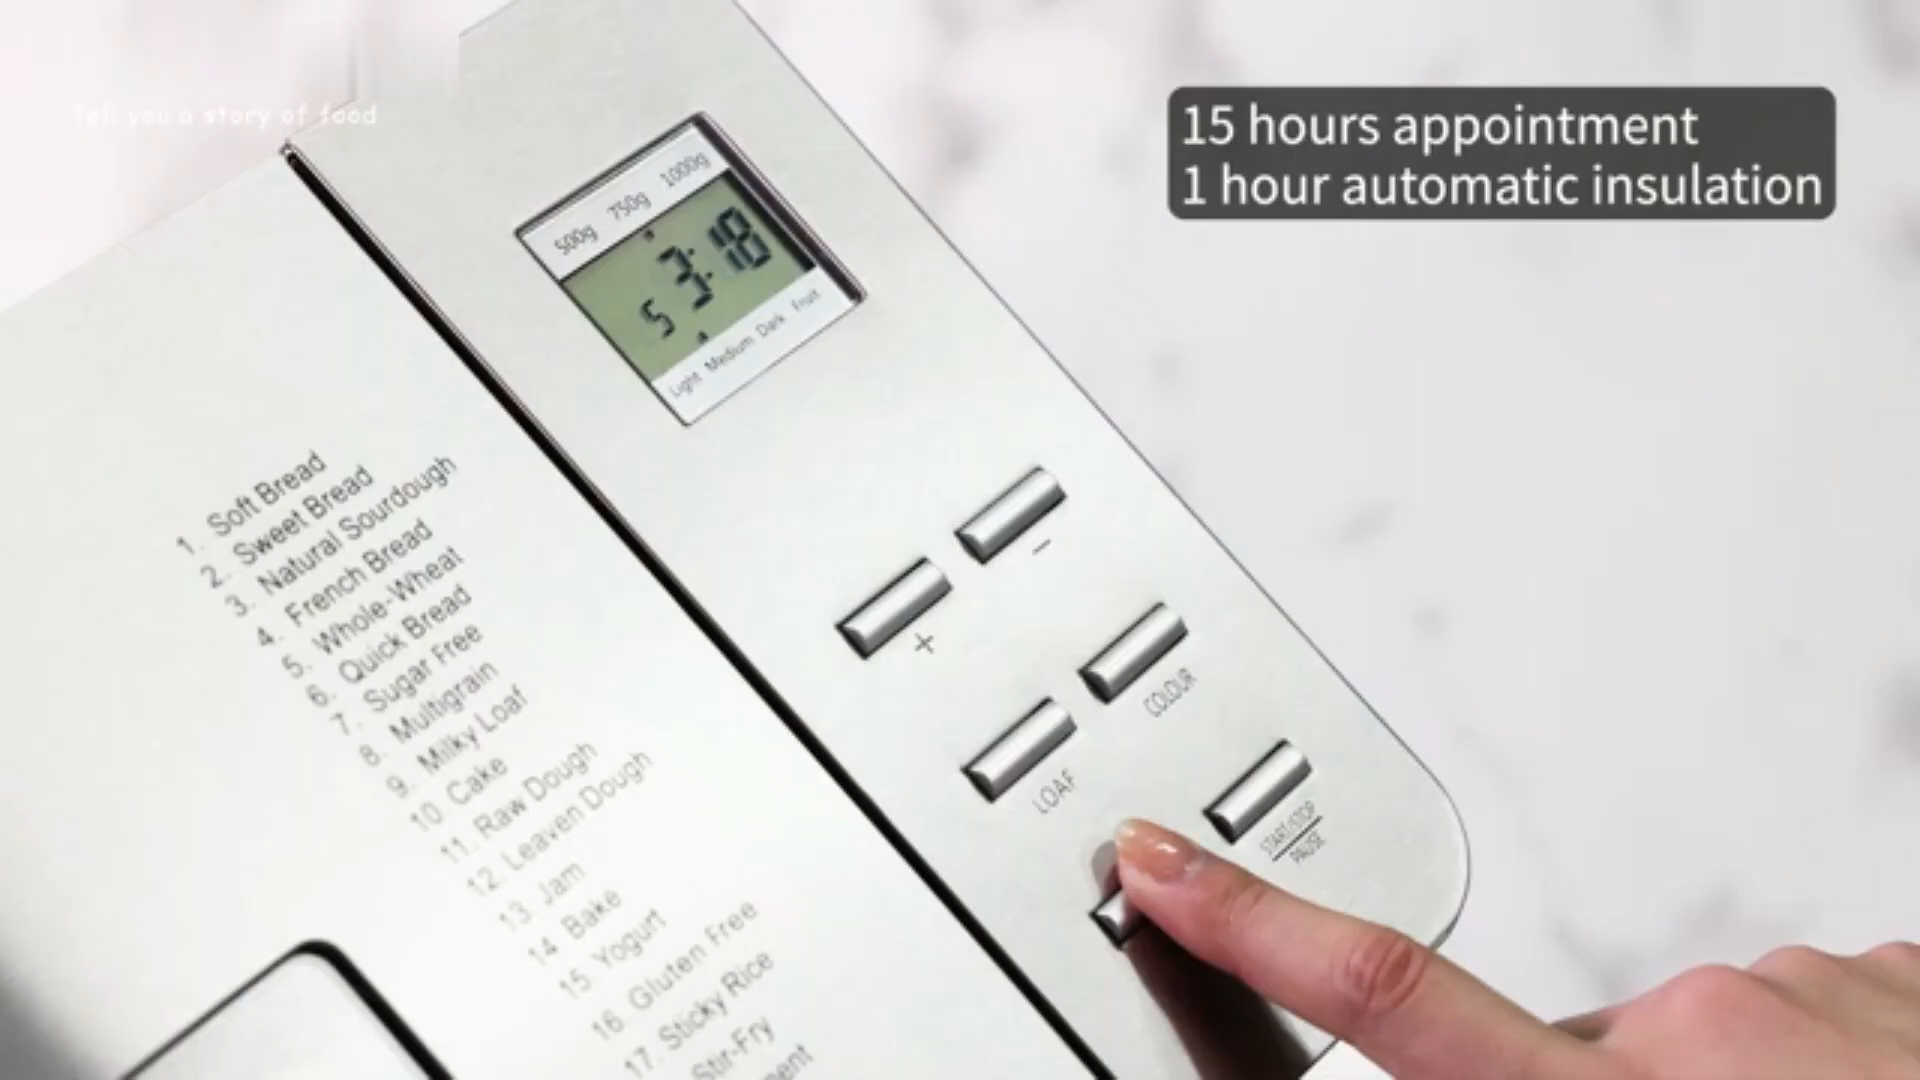 Tell you a story of food
15 hours appointment
1 hour automatic insulation
500g 750g 1000g
5 3:18
Light Medium Dark Fruit
1. Soft Bread
2. Sweet Bread
3. Natural Sourdough
4. French Bread
5. Whole-Wheat
6. Quick Bread
7. Sugar Free
8. Multigrain
9. Milky Loaf
10. Cake
11. Raw Dough
12. Leaven Dough
13. Jam
14. Bake
15. Yogurt
16. Gluten Free
17. Sticky Rice
Stir-Fry
+
−
LOAF
COLOUR
START/STOP
PAUSE